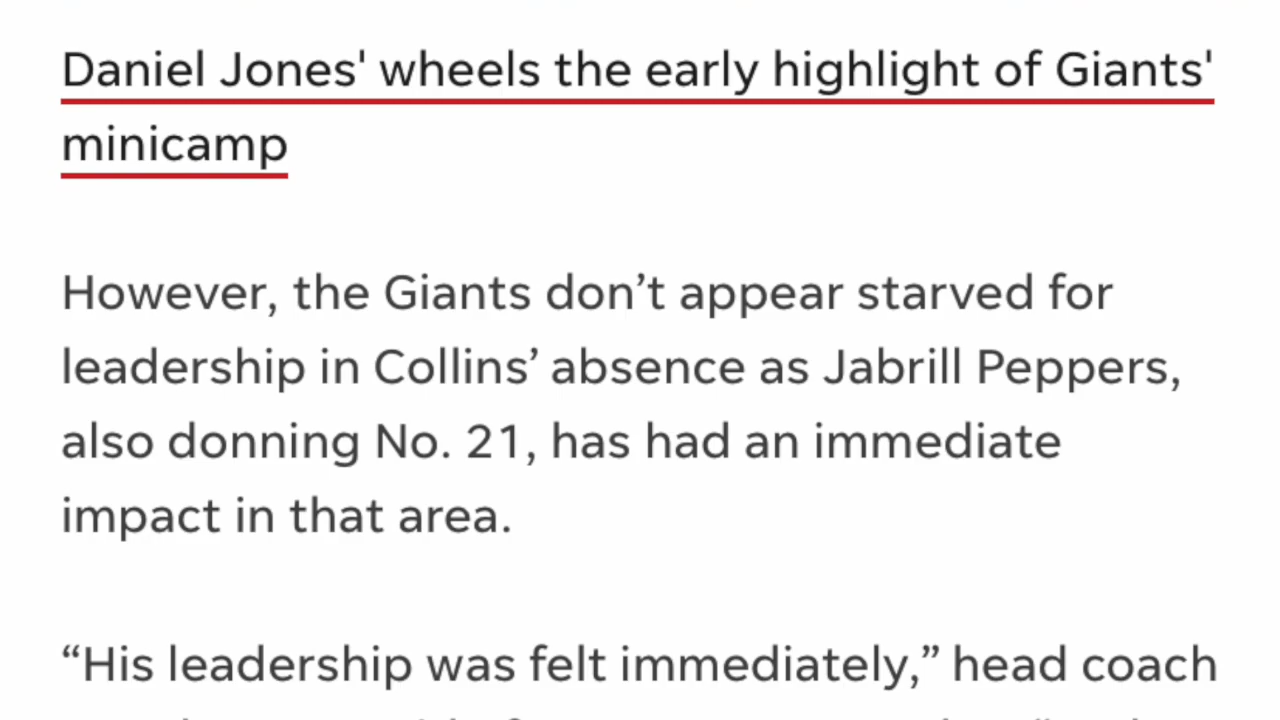 Daniel Jones' wheels the early highlight of Giants'
minicamp
However, the Giants don’t appear starved for
leadership in Collins’ absence as Jabrill Peppers,
also donning No. 21, has had an immediate
impact in that area.
“His leadership was felt immediately,” head coach